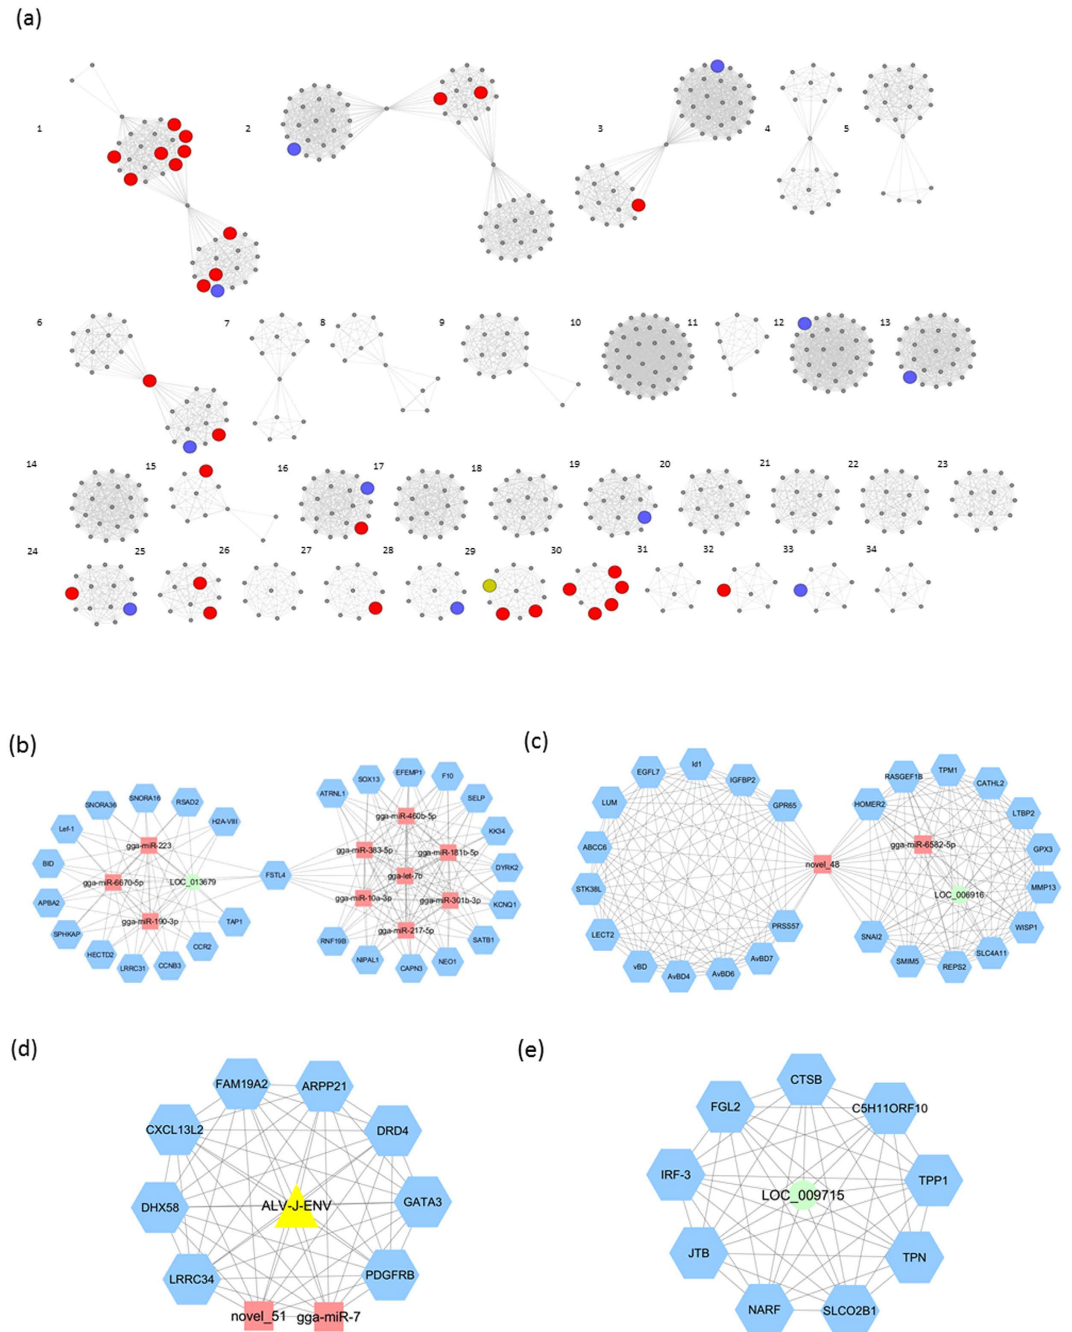 (a)
1
2
3
4
5
6
7
8
9
10
11
12
13
14
15
16
17
18
19
20
21
22
23
24
25
26
27
28
29
30
31
32
33
34
(b)
EFEMP1
SOX13
F10
ATRNL1
SELP
SNORA16
SNORA36
RSAD2
gga-miR-460b-5p
H2A-VIII
Lef-1
KK34
gga-miR-223
gga-miR-383-5p
gga-miR-181b-5p
BID
FSTL4
DYRK2
gga-miR-6670-5p
LOC_013679
gga-let-7b
APBA2
gga-miR-10a-3p
gga-miR-301b-3p
KCNQ1
gga-miR-190-3p
TAP1
SPHKAP
gga-miR-217-5p
RNF19B
SATB1
HECTD2
CCR2
LRRC31
CCNB3
NIPAL1
CAPN3
NEO1
(c)
Id1
EGFL7
IGFBP2
RASGEF1B
TPM1
CATHL2
LUM
GPR65
HOMER2
LTBP2
ABCC6
gga-miR-6582-5p
GPX3
novel_48
STK38L
MMP13
LOC_006916
PRSS57
WISP1
LECT2
SNAI2
SLC4A11
AvBD7
vBD
AvBD4
AvBD6
SMIM5
REPS2
(d)
FAM19A2
ARPP21
CXCL13L2
DRD4
DHX58
ALV-J-ENV
GATA3
LRRC34
PDGFRB
novel_51
gga-miR-7
(e)
CTSB
FGL2
C5H11ORF10
IRF-3
TPP1
LOC_009715
JTB
TPN
NARF
SLCO2B1